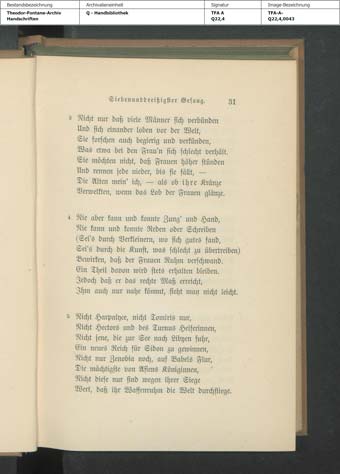 Bestandsbezeichnung Archivalieneinheit Signatur Image-Bezeichnung
Theodor-Fontane-Archiv Q - Handbibliothek TFA A TFA-A-
Handschriften Q22,4 Q22,4,0043
Siebenunddreißigster Gesang. 31
3 Nicht nur daß viele Männer sich verbünden
Und sich einander loben vor der Welt,
Sie forschen auch begierig und verkünden,
Was etwa bei den Frau'n sich schlecht verhält.
Sie möchten nicht, daß Frauen höher stünden
Und rennen jede nieder, bis sie fällt, —
Die Alten mein' ich, — als ob ihre Kränze
Verwelkten, wenn das Lob der Frauen glänze.
4 Nie aber kann und konnte Zung' und Hand,
Nie kann und konnte Reden oder Schreiben
(Sei's durch Verkleinern, wo sich gutes fand,
Sei's durch die Kunst, was schlecht zu übertreiben)
Bewirken, daß der Frauen Ruhm verschwand.
Ein Theil davon wird stets erhalten bleiben.
Jedoch daß er das rechte Maß erreicht,
Ihm auch nur nahe kömmt, sieht man nicht leicht.
5 Nicht Harpalyce, nicht Tomiris nur,
Nicht Hectors und des Turnus Helferinnen,
Nicht jene, die zur See nach Libyen fuhr,
Ein neues Reich für Sidon zu gewinnen,
Nicht nur Zenobia noch, auf Babels Flur,
Die mächtigste von Asiens Königinnen,
Nicht diese nur sind wegen ihrer Siege
Wert, daß ihr Waffenruhm die Welt durchfliege.